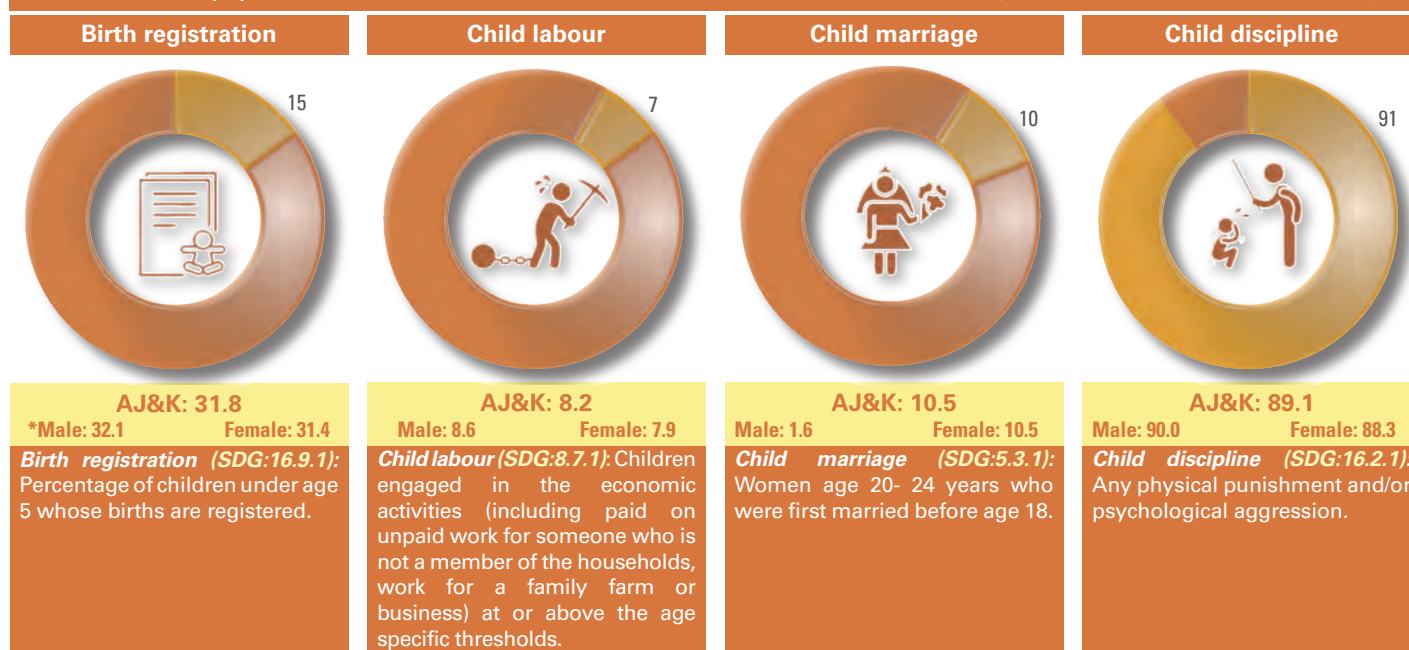 Birth registration
15
AJ&K: 31.8
*Male: 32.1 Female: 31.4
Birth registration (SDG:16.9.1):
Percentage of children under age
5 whose births are registered.
Child labour
7
AJ&K: 8.2
Male: 8.6 Female: 7.9
Child labour (SDG:8.7.1): Children
engaged in the economic
activities (including paid on
unpaid work for someone who is
not a member of the households,
work for a family farm or
business) at or above the age
specific thresholds.
Child marriage
10
AJ&K: 10.5
Male: 1.6 Female: 10.5
Child marriage (SDG:5.3.1):
Women age 20- 24 years who
were first married before age 18.
Child discipline
91
AJ&K: 89.1
Male: 90.0 Female: 88.3
Child discipline (SDG:16.2.1):
Any physical punishment and/or
psychological aggression.